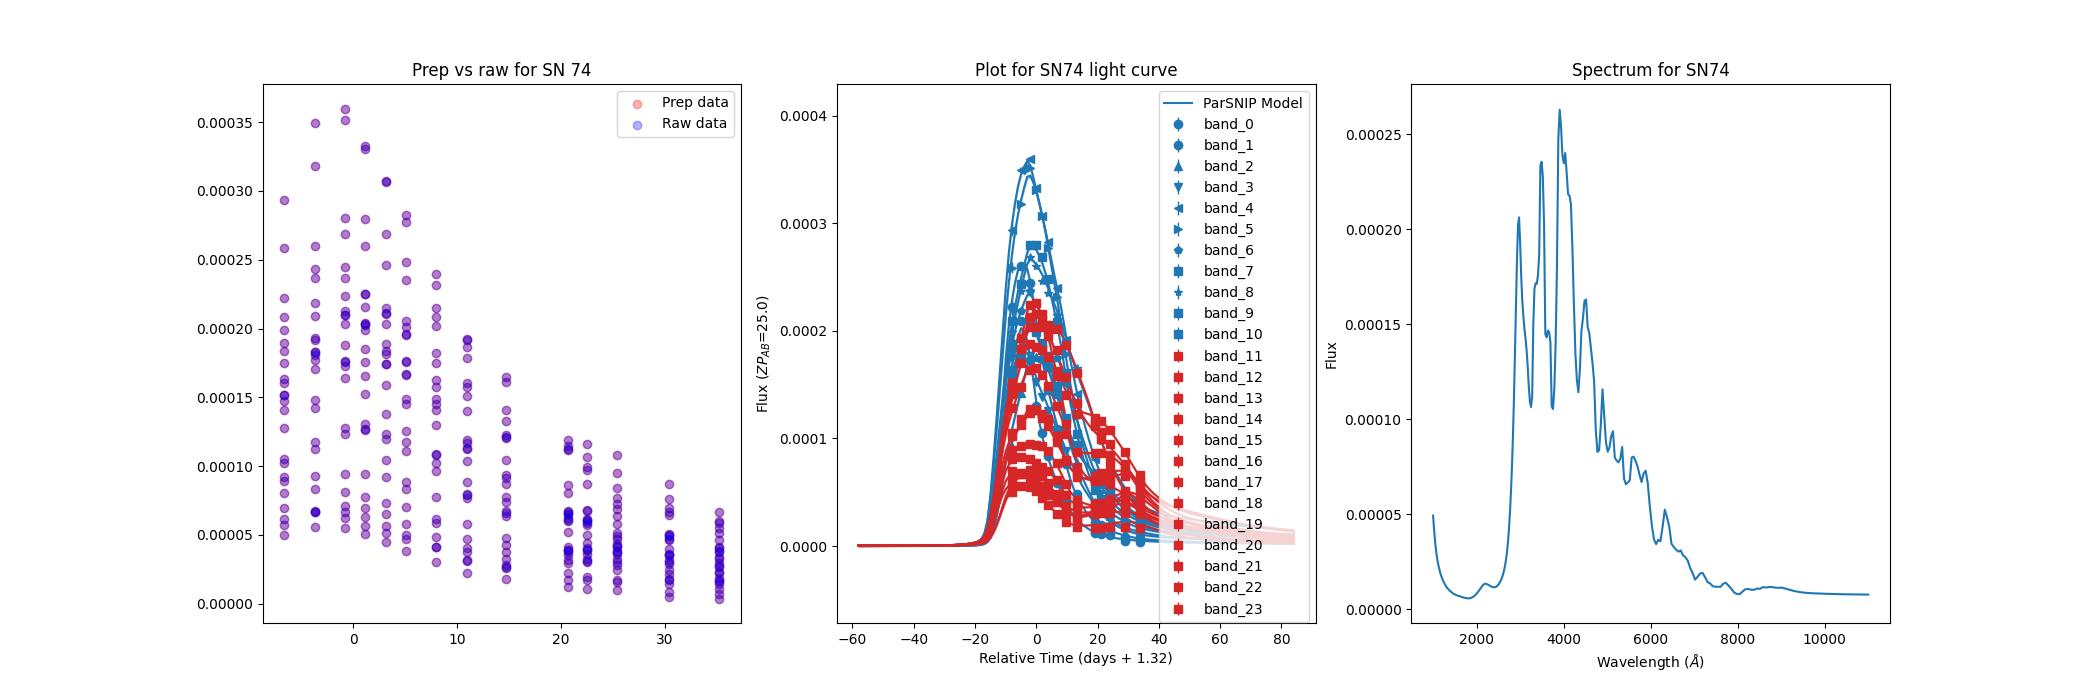 Prep vs raw for SN 74
Prep data
Raw data
0.00035
0.00030
0.00025
0.00020
0.00015
0.00010
0.00005
0.00000
0
10
20
30
Plot for SN74 light curve
Flux (ZP_AB=25.0)
0.0004
0.0003
0.0002
0.0001
0.0000
ParSNIP Model
band_0
band_1
band_2
band_3
band_4
band_5
band_6
band_7
band_8
band_9
band_10
band_11
band_12
band_13
band_14
band_15
band_16
band_17
band_18
band_19
band_20
band_21
band_22
band_23
−60
−40
−20
0
20
40
60
80
Relative Time (days + 1.32)
Spectrum for SN74
Flux
0.00025
0.00020
0.00015
0.00010
0.00005
0.00000
2000
4000
6000
8000
10000
Wavelength (Å)